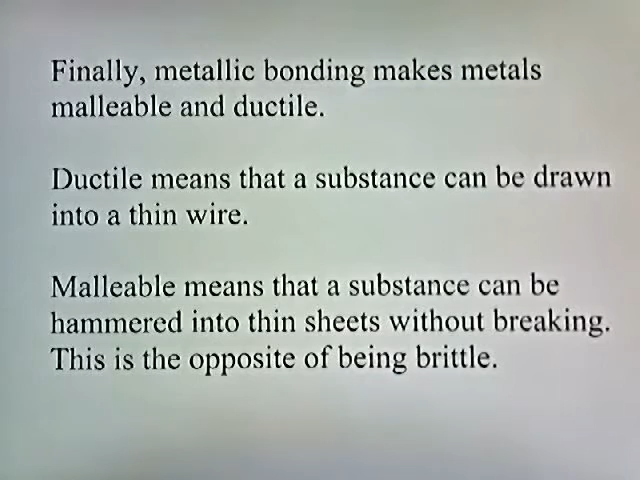 Finally, metallic bonding makes metals
malleable and ductile.
Ductile means that a substance can be drawn
into a thin wire.
Malleable means that a substance can be
hammered into thin sheets without breaking.
This is the opposite of being brittle.